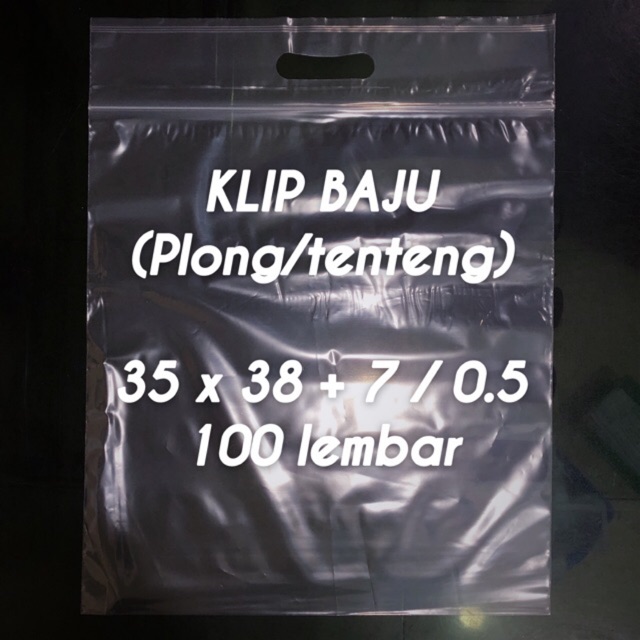 KLIP BAJU
(Plong/tenteng)
35 x 38 + 7 / 0.5
100 lembar